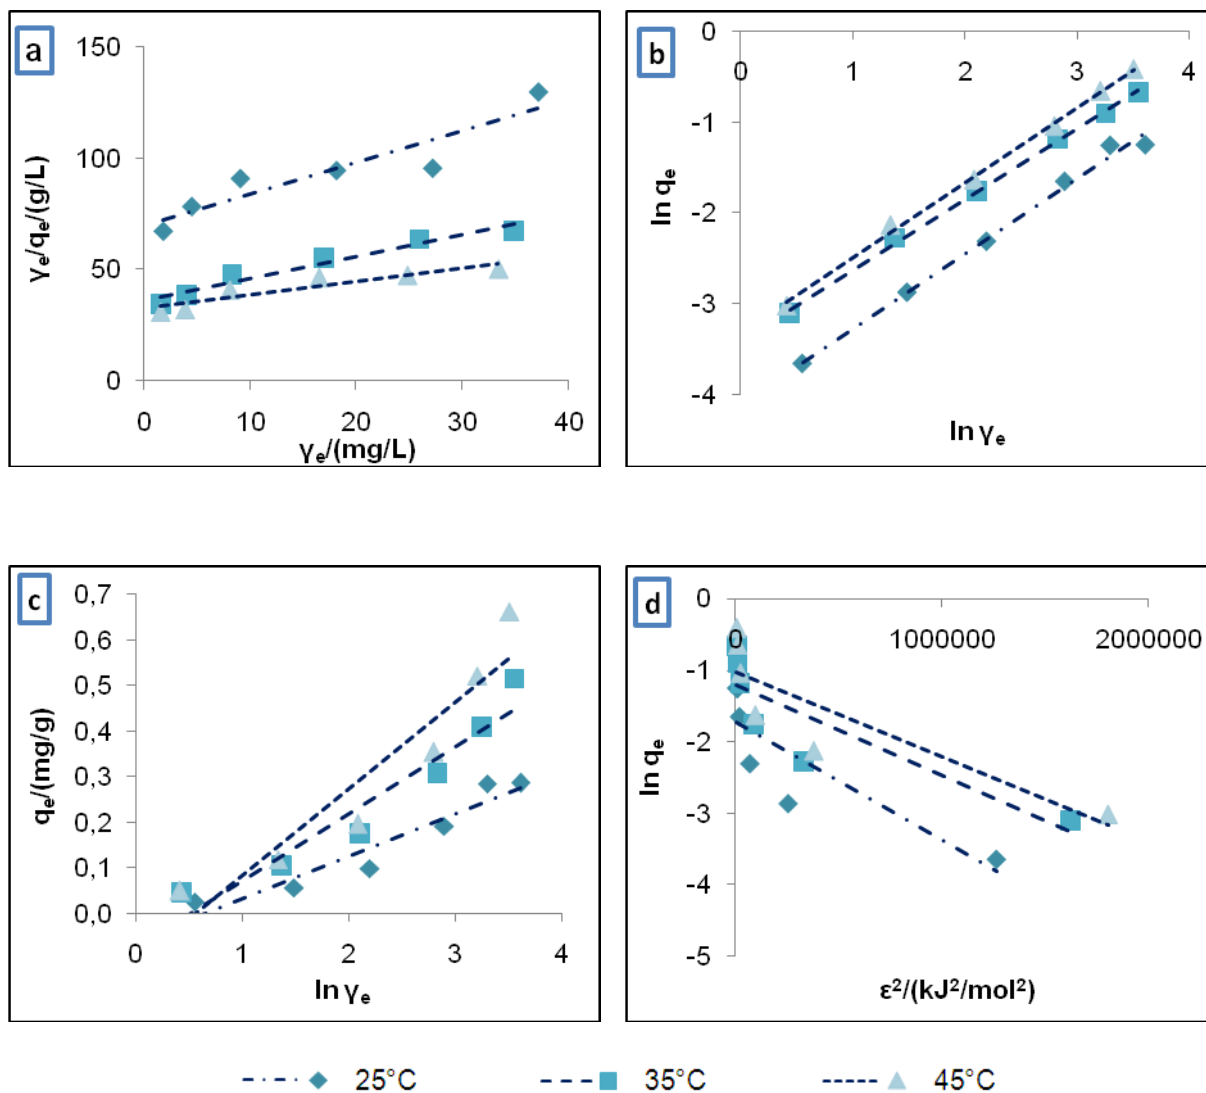 a
150
100
50
0
γe/qe/(g/L)
0 10 20 30 40
γe/(mg/L)
b
0
-1
-2
-3
-4
ln qe
0 1 2 3 4
ln γe
c
0,7
0,6
0,5
0,4
0,3
0,2
0,1
0,0
qe/(mg/g)
0 1 2 3 4
ln γe
d
0
-1
-2
-3
-4
-5
ln qe
0 1000000 2000000
ε²/(kJ²/mol²)
25°C 35°C 45°C